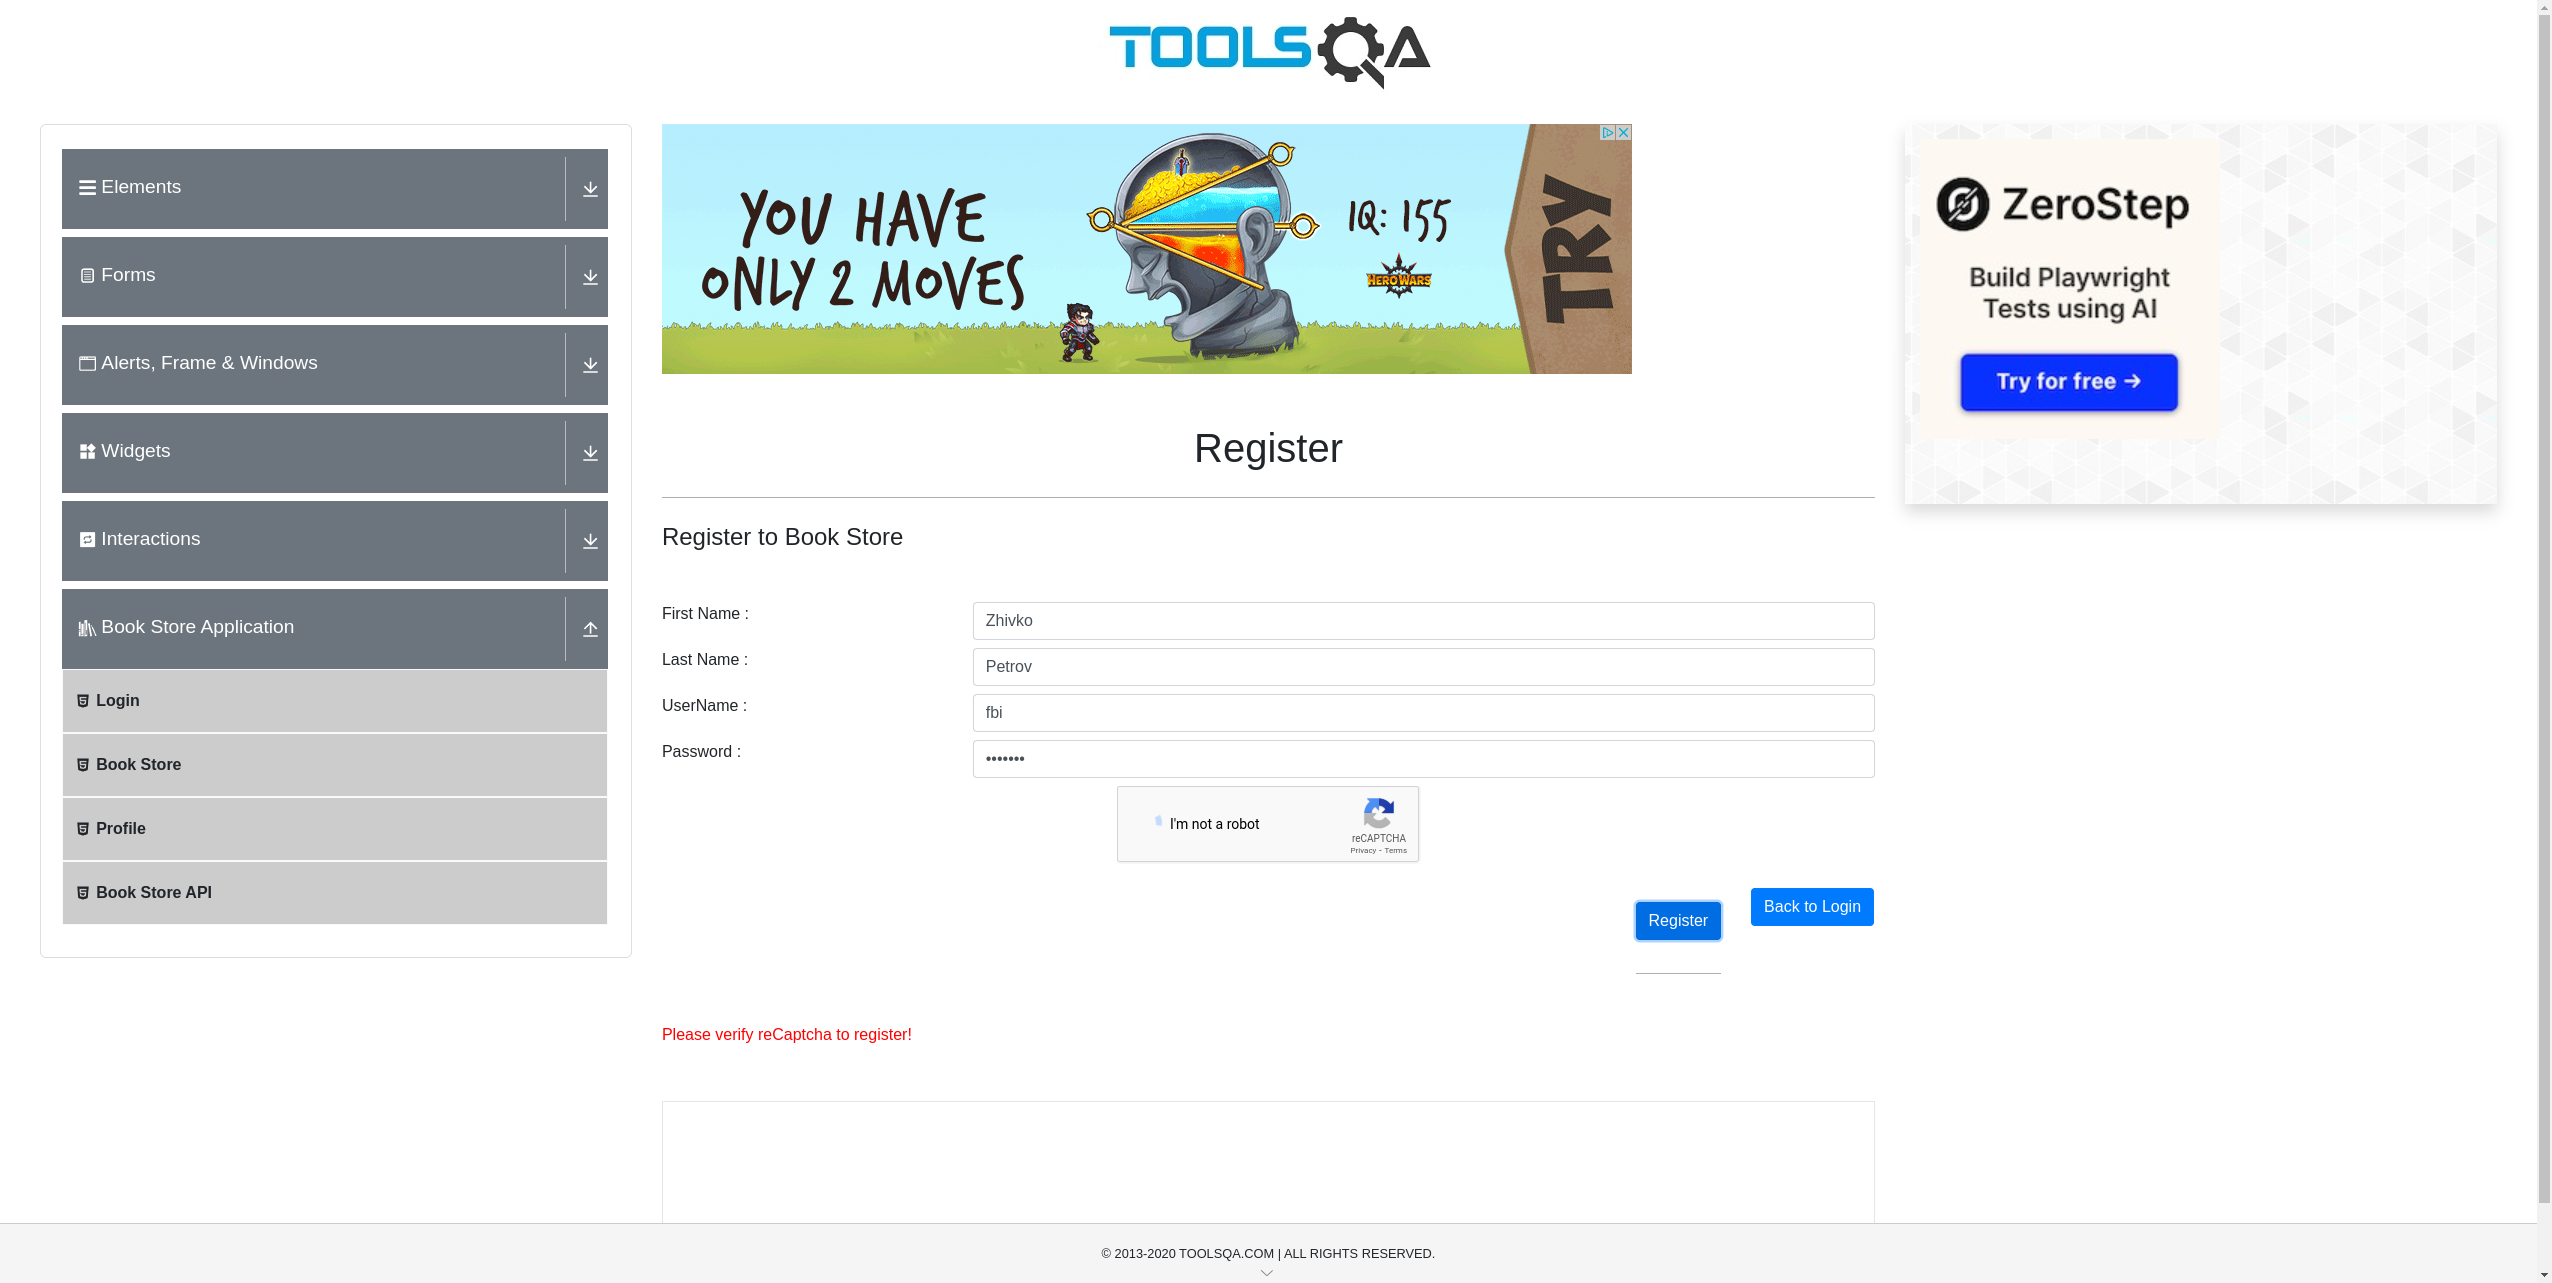 TOOLSQA
Elements
Forms
Alerts, Frame & Windows
Widgets
Interactions
Book Store Application
Login
Book Store
Profile
Book Store API
YOU HAVE
ONLY 2 MOVES
IQ: 155
HERO WARS
TRY
Register
Register to Book Store
First Name :
Zhivko
Last Name :
Petrov
UserName :
fbi
Password :
•••••••
I'm not a robot
reCAPTCHA
Privacy - Terms
Register
Back to Login
Please verify reCaptcha to register!
ZeroStep
Build Playwright
Tests using AI
Try for free →
© 2013-2020 TOOLSQA.COM | ALL RIGHTS RESERVED.